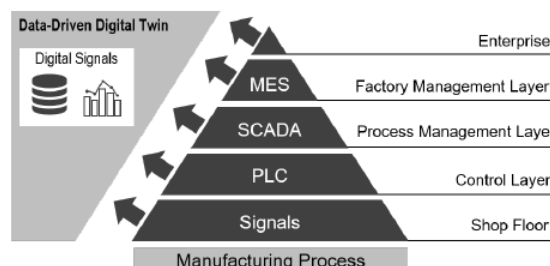 Data-Driven Digital Twin
Digital Signals
Enterprise
MES
Factory Management Layer
SCADA
Process Management Laye
PLC
Control Layer
Signals
Shop Floor
Manufacturing Process